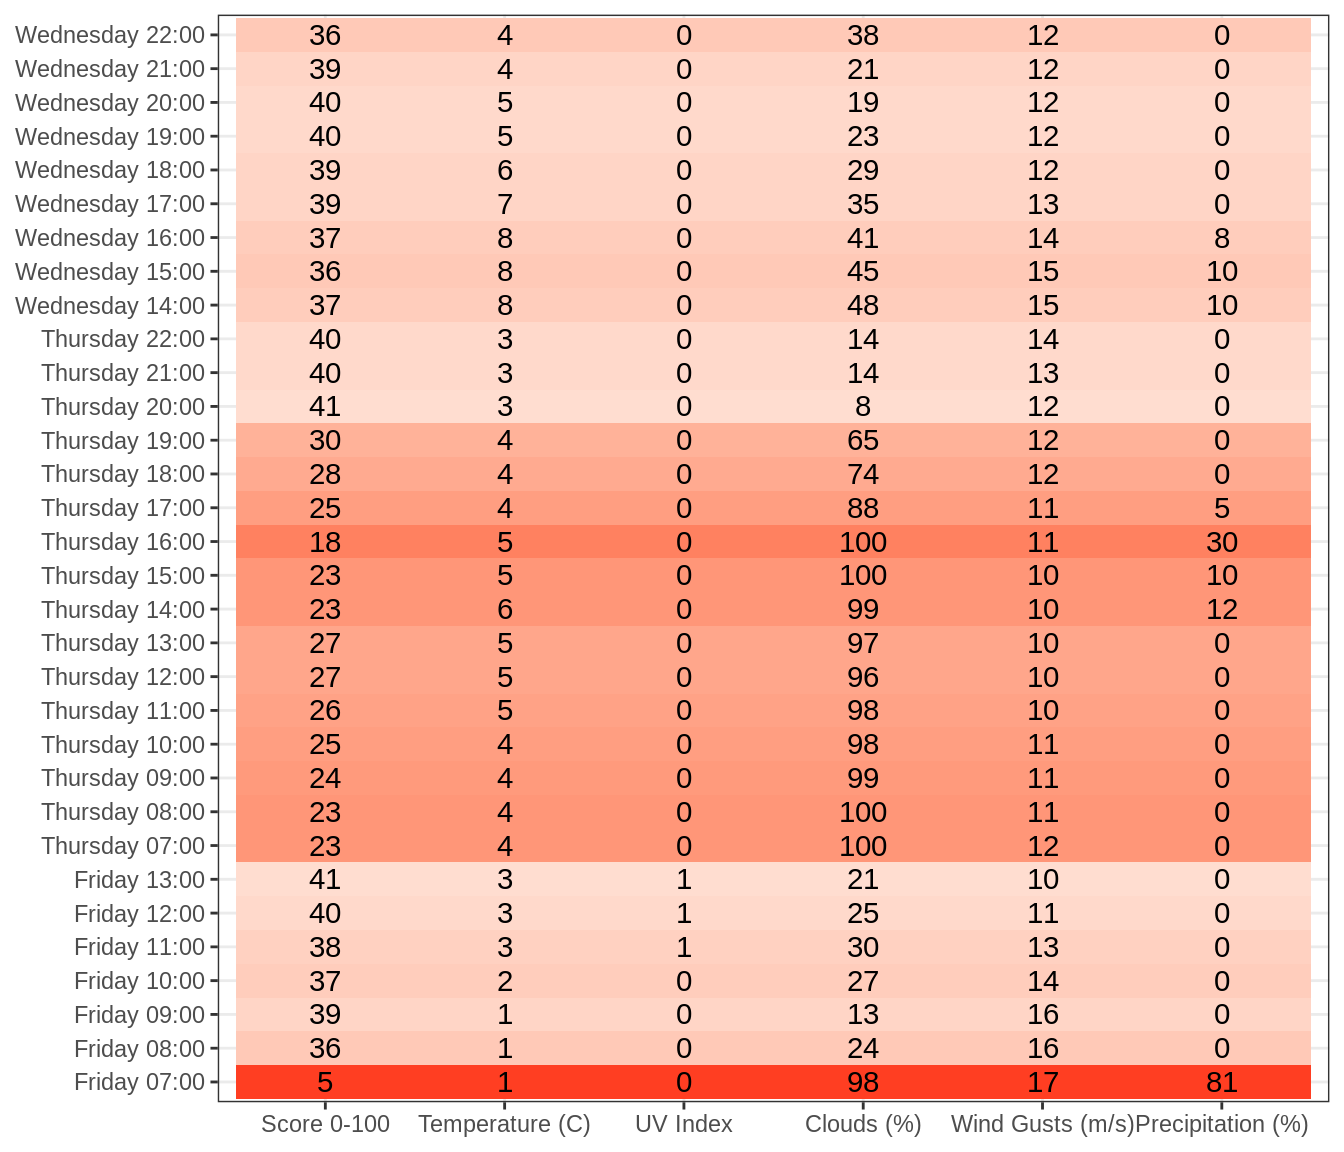 Wednesday 22:00 36 4 0 38 12 0
Wednesday 21:00 39 4 0 21 12 0
Wednesday 20:00 40 5 0 19 12 0
Wednesday 19:00 40 5 0 23 12 0
Wednesday 18:00 39 6 0 29 12 0
Wednesday 17:00 39 7 0 35 13 0
Wednesday 16:00 37 8 0 41 14 8
Wednesday 15:00 36 8 0 45 15 10
Wednesday 14:00 37 8 0 48 15 10
Thursday 22:00 40 3 0 14 14 0
Thursday 21:00 40 3 0 14 13 0
Thursday 20:00 41 3 0 8 12 0
Thursday 19:00 30 4 0 65 12 0
Thursday 18:00 28 4 0 74 12 0
Thursday 17:00 25 4 0 88 11 5
Thursday 16:00 18 5 0 100 11 30
Thursday 15:00 23 5 0 100 10 10
Thursday 14:00 23 6 0 99 10 12
Thursday 13:00 27 5 0 97 10 0
Thursday 12:00 27 5 0 96 10 0
Thursday 11:00 26 5 0 98 10 0
Thursday 10:00 25 4 0 98 11 0
Thursday 09:00 24 4 0 99 11 0
Thursday 08:00 23 4 0 100 11 0
Thursday 07:00 23 4 0 100 12 0
Friday 13:00 41 3 1 21 10 0
Friday 12:00 40 3 1 25 11 0
Friday 11:00 38 3 1 30 13 0
Friday 10:00 37 2 0 27 14 0
Friday 09:00 39 1 0 13 16 0
Friday 08:00 36 1 0 24 16 0
Friday 07:00 5 1 0 98 17 81
Score 0-100 Temperature (C) UV Index Clouds (%) Wind Gusts (m/s) Precipitation (%)